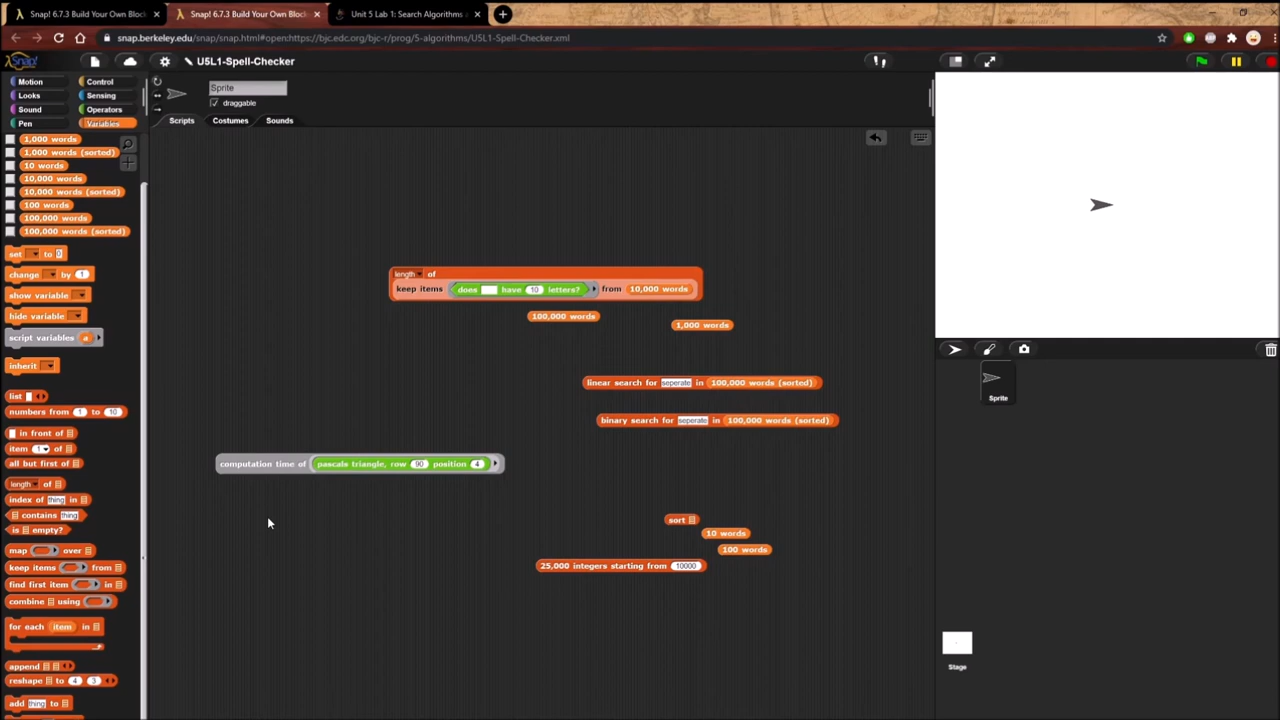 Snap! 6.7.3 Build Your Own Bloc
Snap! 6.7.3 Build Your Own Bloc
Unit 5 Lab 1: Search Algorithms
snap.berkeley.edu/snap/snap.html#open:https://bjc.edc.org/bjc-r/prog/5-algorithms/U5L1-Spell-Checker.xml
U5L1-Spell-Checker
Motion
Control
Looks
Sensing
Sound
Operators
Pen
Variables
Sprite
draggable
Scripts
Costumes
Sounds
1,000 words
1,000 words (sorted)
10 words
10,000 words
10,000 words (sorted)
100 words
100,000 words
100,000 words (sorted)
set to 0
change by 1
show variable
hide variable
script variables a
inherit
list
numbers from 1 to 10
in front of
item 1 of
all but first of
length of
index of thing in
contains thing
is empty?
map over
keep items from
find first item in
combine using
for each item in
append
reshape to 4 3
add thing to
length of
keep items does have 10 letters? from 10,000 words
100,000 words
1,000 words
linear search for seperate in 100,000 words (sorted)
binary search for seperate in 100,000 words (sorted)
computation time of pascals triangle, row 90 position 4
sort
10 words
100 words
25,000 integers starting from 10000
Sprite
Stage